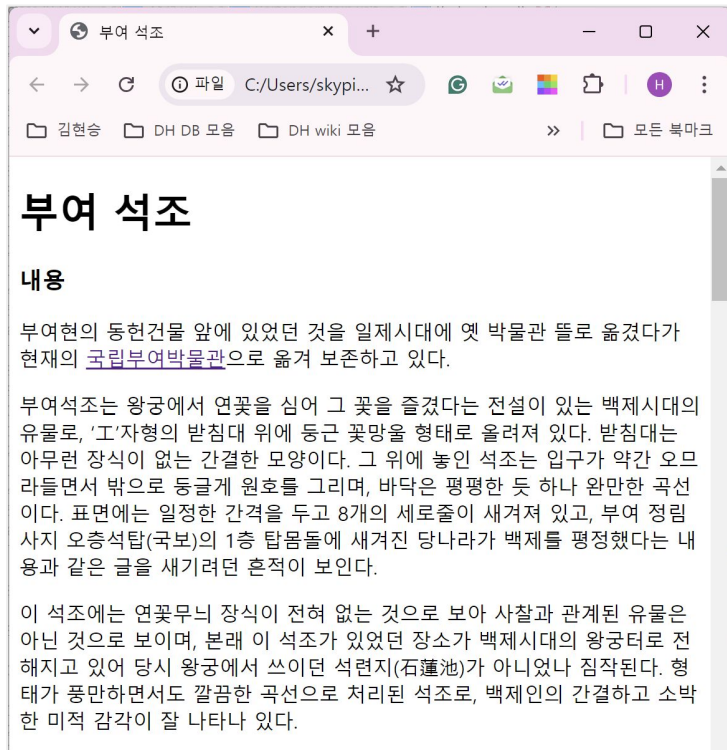 부여 석조
파일
C:/Users/skypi...
H
김현승
DH DB 모음
DH wiki 모음
모든 북마크
부여 석조
내용
부여현의 동헌건물 앞에 있었던 것을 일제시대에 옛 박물관 뜰로 옮겼다가
현재의 국립부여박물관으로 옮겨 보존하고 있다.
부여석조는 왕궁에서 연꽃을 심어 그 꽃을 즐겼다는 전설이 있는 백제시대의
유물로, ‘工’자형의 받침대 위에 둥근 꽃망울 형태로 올려져 있다. 받침대는
아무런 장식이 없는 간결한 모양이다. 그 위에 놓인 석조는 입구가 약간 오므
라들면서 밖으로 둥글게 원호를 그리며, 바닥은 평평한 듯 하나 완만한 곡선
이다. 표면에는 일정한 간격을 두고 8개의 세로줄이 새겨져 있고, 부여 정림
사지 오층석탑(국보)의 1층 탑몸돌에 새겨진 당나라가 백제를 평정했다는 내
용과 같은 글을 새기려던 흔적이 보인다.
이 석조에는 연꽃무늬 장식이 전혀 없는 것으로 보아 사찰과 관계된 유물은
아닌 것으로 보이며, 본래 이 석조가 있었던 장소가 백제시대의 왕궁터로 전
해지고 있어 당시 왕궁에서 쓰이던 석련지(石蓮池)가 아니었나 짐작된다. 형
태가 풍만하면서도 깔끔한 곡선으로 처리된 석조로, 백제인의 간결하고 소박
한 미적 감각이 잘 나타나 있다.